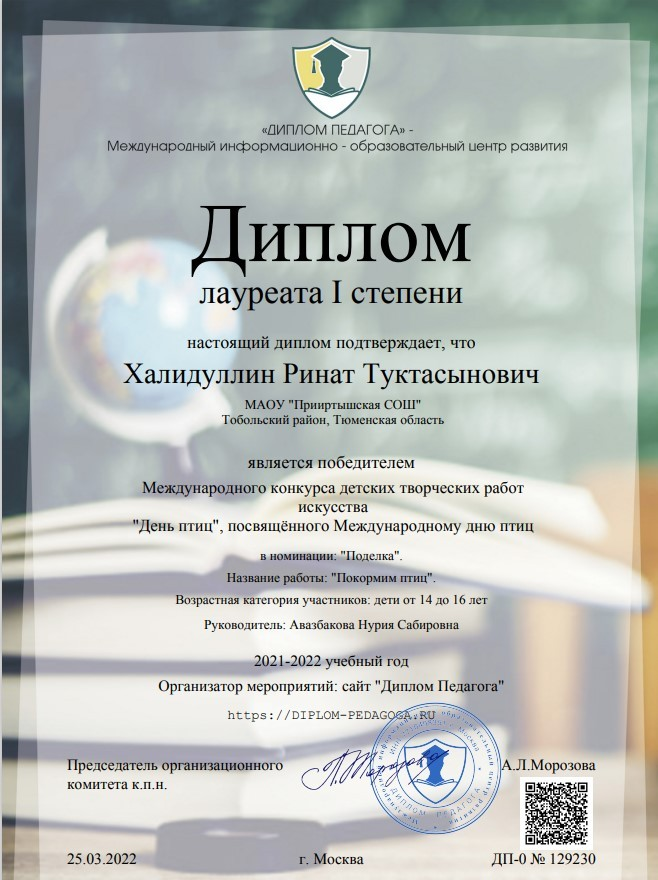 «ДИПЛОМ ПЕДАГОГА» -
Международный информационно - образовательный центр развития
Диплом
лауреата I степени
настоящий диплом подтверждает, что
Халидуллин Ринат Туктасынович
МАОУ "Прииртышская СОШ"
Тобольский район, Тюменская область
является победителем
Международного конкурса детских творческих работ
искусства
"День птиц", посвящённого Международному дню птиц
в номинации: "Поделка".
Название работы: "Покормим птиц".
Возрастная категория участников: дети от 14 до 16 лет
Руководитель: Авазбакова Нурия Сабировна
2021-2022 учебный год
Организатор мероприятий: сайт "Диплом Педагога"
https://DIPLOM-PEDAGOGA.RU
Председатель организационного
комитета к.п.н.
А.Л.Морозова
ДИПЛОМ ПЕДАГОГА
25.03.2022
г. Москва
ДП-0 № 129230